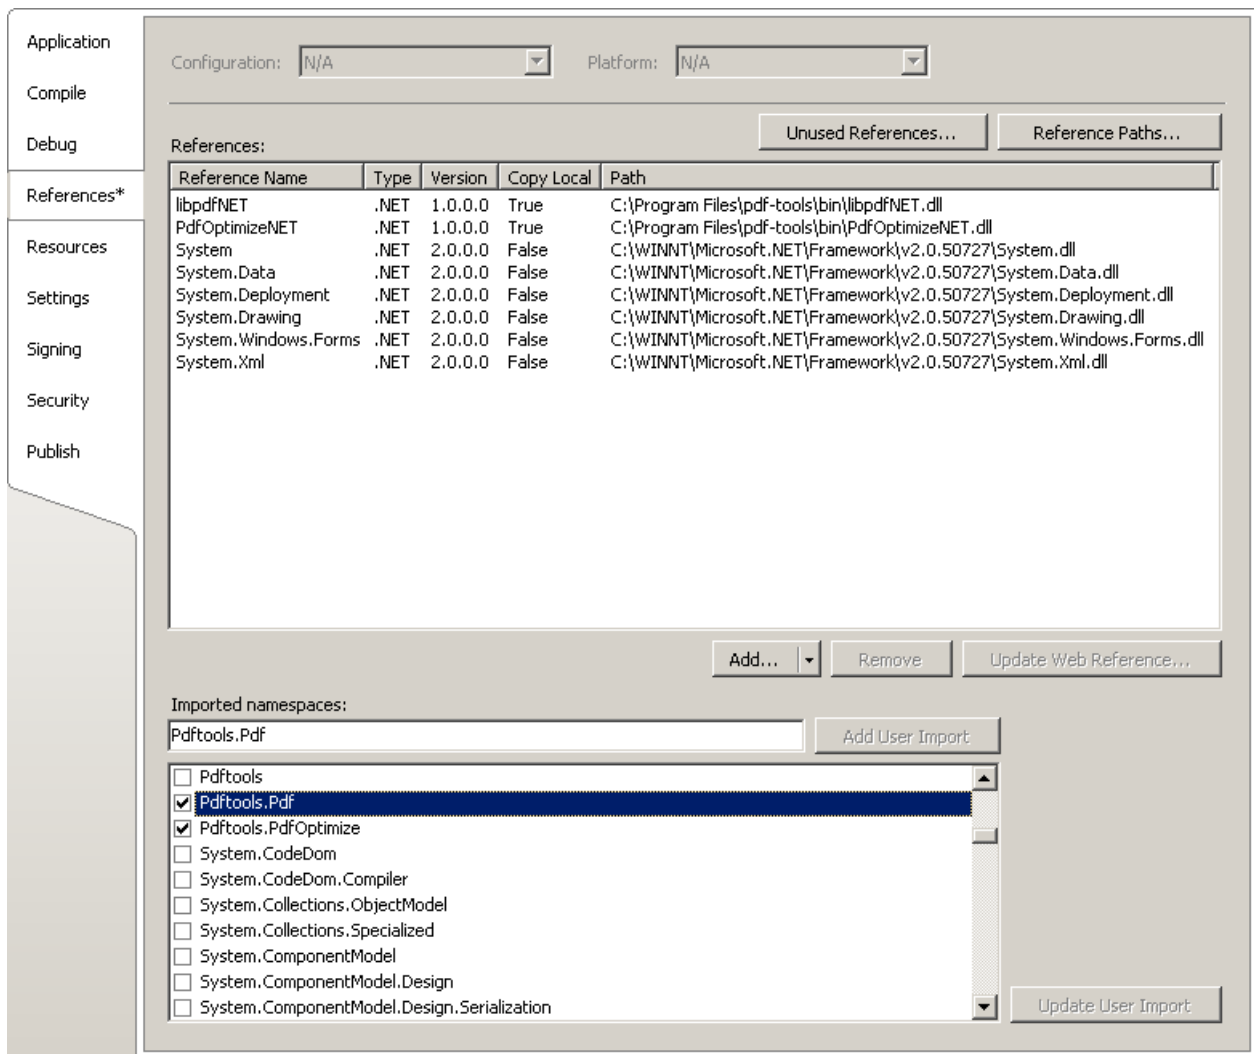 Application
Compile
Debug
References*
Resources
Settings
Signing
Security
Publish
Configuration: N/A Platform: N/A
Unused References... Reference Paths...
References:
Reference Name Type Version Copy Local Path
libpdfNET .NET 1.0.0.0 True C:\Program Files\pdf-tools\bin\libpdfNET.dll
PdfOptimizeNET .NET 1.0.0.0 True C:\Program Files\pdf-tools\bin\PdfOptimizeNET.dll
System .NET 2.0.0.0 False C:\WINNT\Microsoft.NET\Framework\v2.0.50727\System.dll
System.Data .NET 2.0.0.0 False C:\WINNT\Microsoft.NET\Framework\v2.0.50727\System.Data.dll
System.Deployment .NET 2.0.0.0 False C:\WINNT\Microsoft.NET\Framework\v2.0.50727\System.Deployment.dll
System.Drawing .NET 2.0.0.0 False C:\WINNT\Microsoft.NET\Framework\v2.0.50727\System.Drawing.dll
System.Windows.Forms .NET 2.0.0.0 False C:\WINNT\Microsoft.NET\Framework\v2.0.50727\System.Windows.Forms.dll
System.Xml .NET 2.0.0.0 False C:\WINNT\Microsoft.NET\Framework\v2.0.50727\System.Xml.dll
Add... Remove Update Web Reference...
Imported namespaces:
Pdftools.Pdf Add User Import
Pdftools
Pdftools.Pdf
Pdftools.PdfOptimize
System.CodeDom
System.CodeDom.Compiler
System.Collections.ObjectModel
System.Collections.Specialized
System.ComponentModel
System.ComponentModel.Design
System.ComponentModel.Design.Serialization
Update User Import